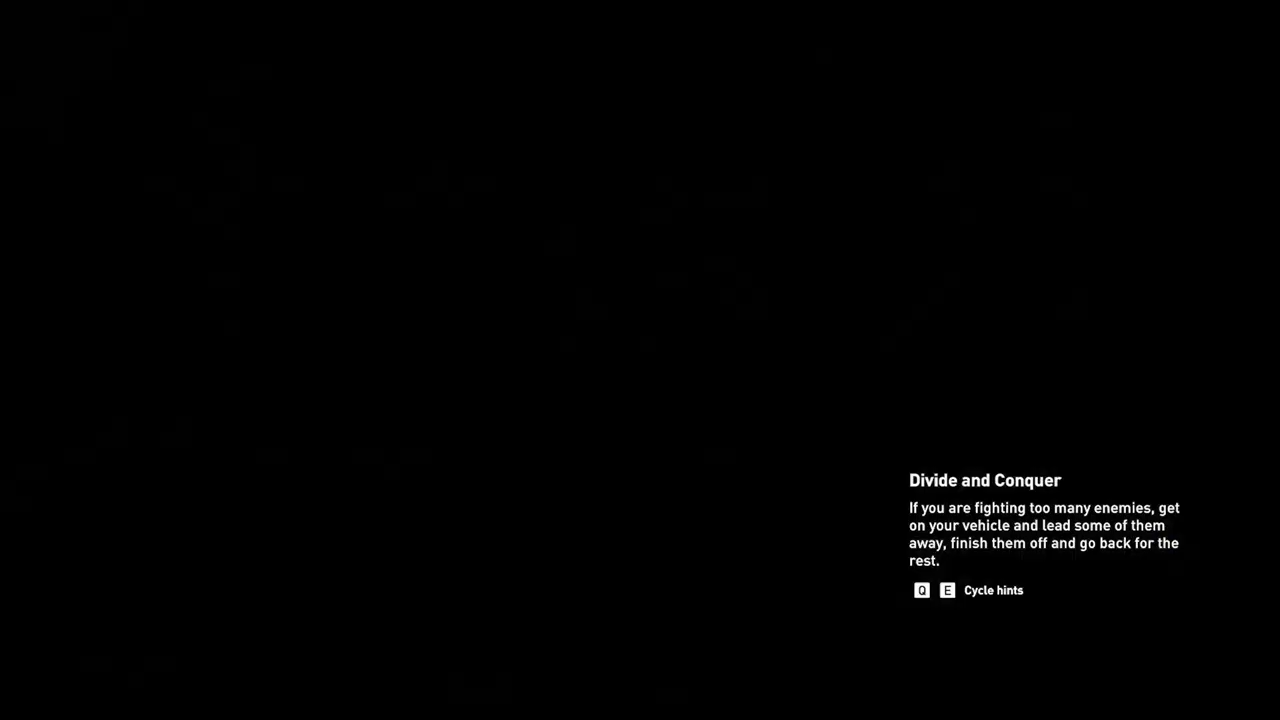 Divide and Conquer
If you are fighting too many enemies, get
on your vehicle and lead some of them
away, finish them off and go back for the
rest.
Q E Cycle hints